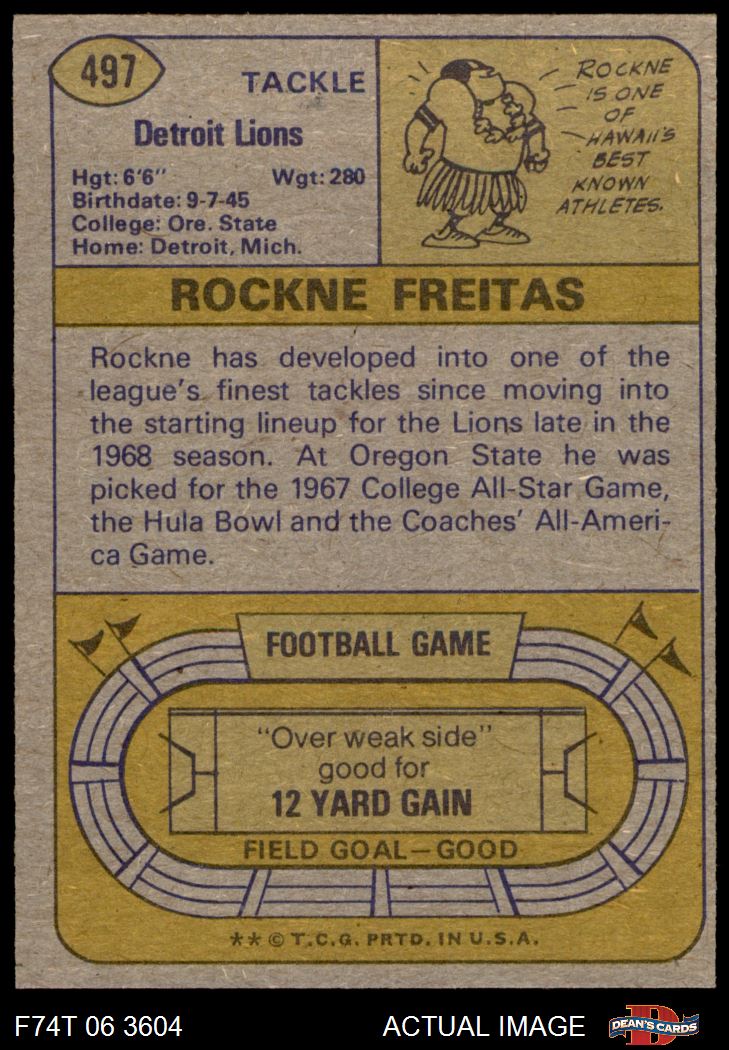 497
TACKLE
Detroit Lions
Hgt: 6'6" Wgt: 280
Birthdate: 9-7-45
College: Ore. State
Home: Detroit, Mich.
ROCKNE
IS ONE
OF
HAWAII'S
BEST
KNOWN
ATHLETES.
ROCKNE FREITAS
Rockne has developed into one of the
league's finest tackles since moving into
the starting lineup for the Lions late in the
1968 season. At Oregon State he was
picked for the 1967 College All-Star Game,
the Hula Bowl and the Coaches' All-Ameri-
ca Game.
FOOTBALL GAME
"Over weak side"
good for
12 YARD GAIN
FIELD GOAL—GOOD
** © T.C.G. PRTD. IN U.S.A.
F74T 06 3604
ACTUAL IMAGE
D
DEAN'S CARDS